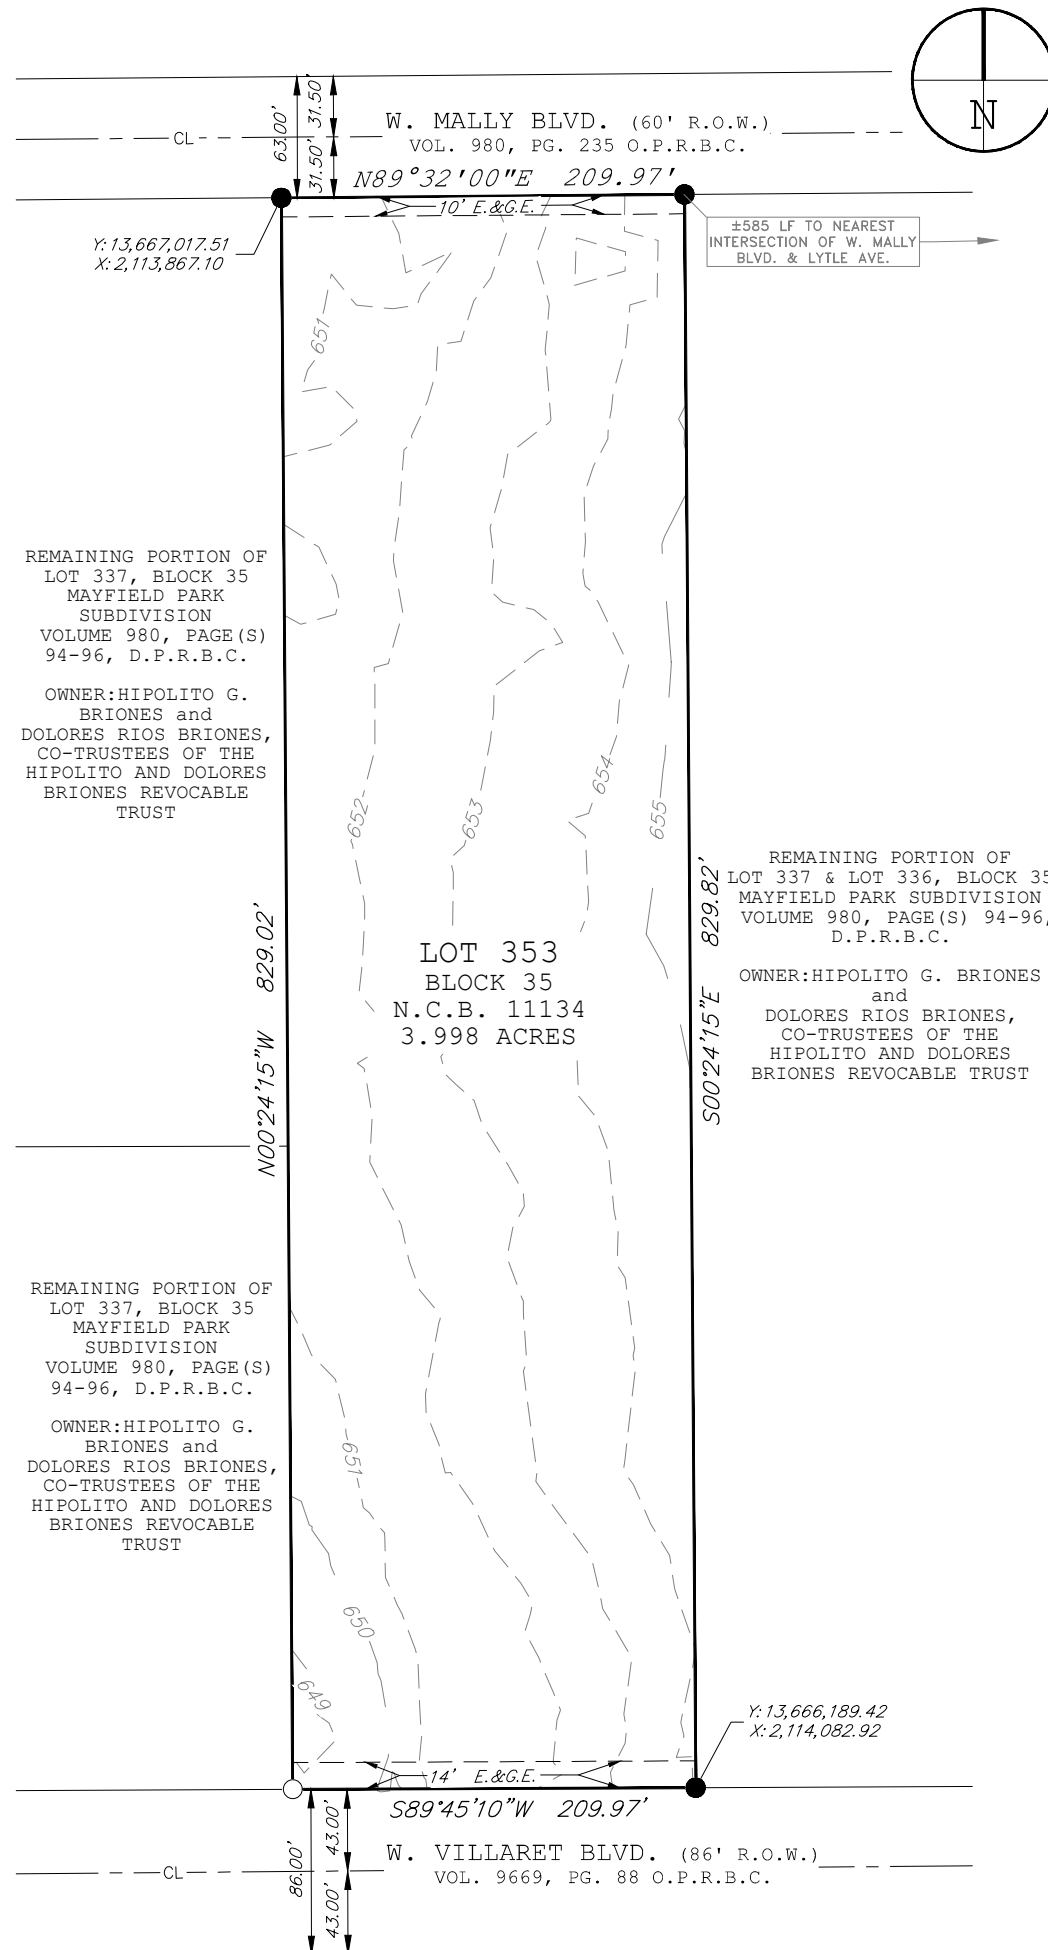 N
63.00'
31.50'
31.50'
CL
W. MALLY BLVD. (60' R.O.W.)
VOL. 980, PG. 235 O.P.R.B.C.
N89°32'00"E 209.97'
10' E.&G.E.
Y: 13,667,017.51
X: 2,113,867.10
±585 LF TO NEAREST
INTERSECTION OF W. MALLY
BLVD. & LYTLE AVE.
651
REMAINING PORTION OF
LOT 337, BLOCK 35
MAYFIELD PARK
SUBDIVISION
VOLUME 980, PAGE(S)
94-96, D.P.R.B.C.
OWNER:HIPOLITO G.
BRIONES and
DOLORES RIOS BRIONES,
CO-TRUSTEES OF THE
HIPOLITO AND DOLORES
BRIONES REVOCABLE
TRUST
652
653
654
655
N00°24'15"W 829.02'
LOT 353
BLOCK 35
N.C.B. 11134
3.998 ACRES
S00°24'15"E 829.82'
REMAINING PORTION OF
LOT 337 & LOT 336, BLOCK 35
MAYFIELD PARK SUBDIVISION
VOLUME 980, PAGE(S) 94-96,
D.P.R.B.C.
OWNER:HIPOLITO G. BRIONES
and
DOLORES RIOS BRIONES,
CO-TRUSTEES OF THE
HIPOLITO AND DOLORES
BRIONES REVOCABLE TRUST
REMAINING PORTION OF
LOT 337, BLOCK 35
MAYFIELD PARK
SUBDIVISION
VOLUME 980, PAGE(S)
94-96, D.P.R.B.C.
OWNER:HIPOLITO G.
BRIONES and
DOLORES RIOS BRIONES,
CO-TRUSTEES OF THE
HIPOLITO AND DOLORES
BRIONES REVOCABLE
TRUST
651
650
649
Y: 13,666,189.42
X: 2,114,082.92
14' E.&G.E.
S89°45'10"W 209.97'
86.00'
43.00'
43.00'
CL
W. VILLARET BLVD. (86' R.O.W.)
VOL. 9669, PG. 88 O.P.R.B.C.